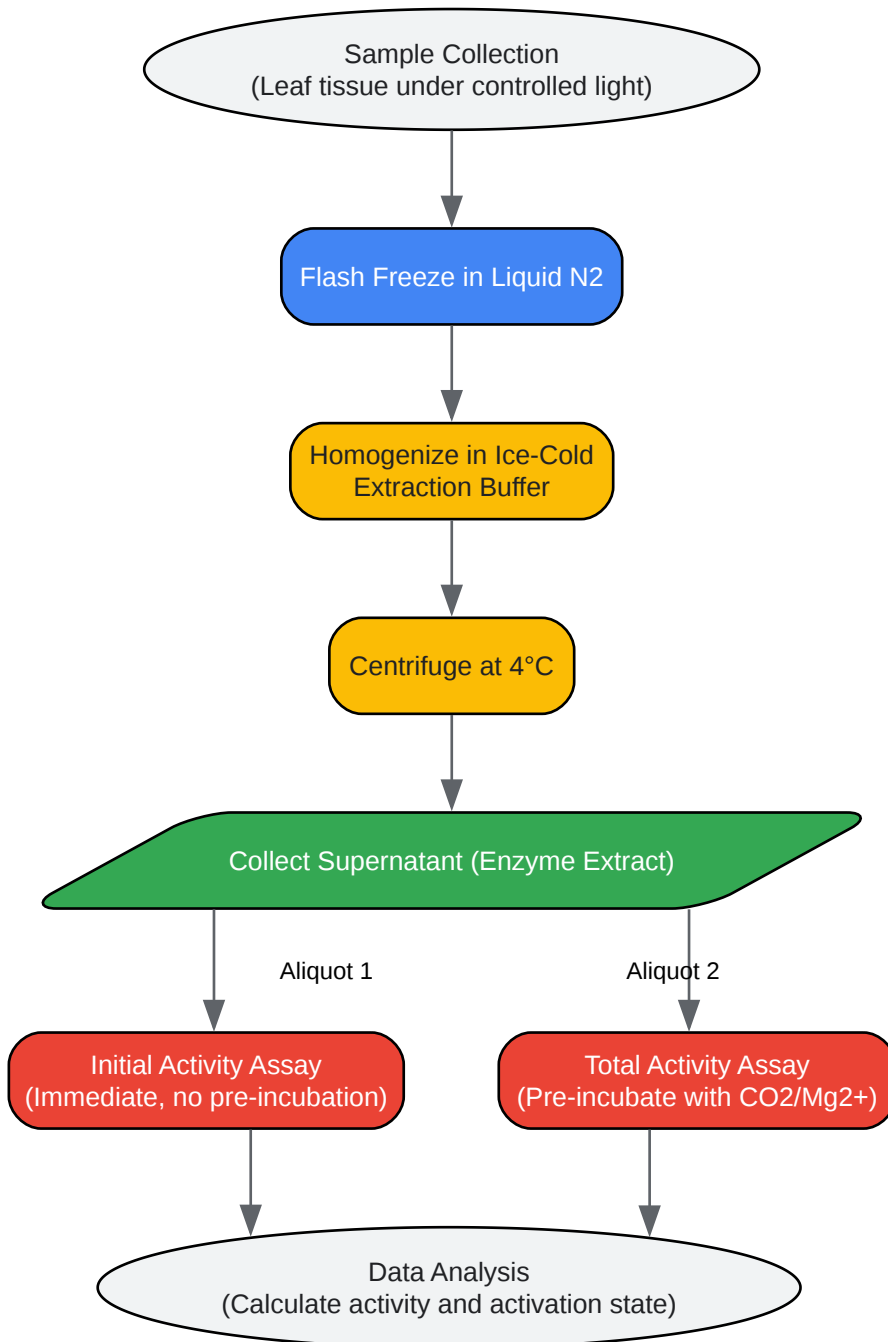 Sample Collection
(Leaf tissue under controlled light)
Flash Freeze in Liquid N2
Homogenize in Ice-Cold
Extraction Buffer
Centrifuge at 4°C
Collect Supernatant (Enzyme Extract)
Aliquot 1
Aliquot 2
Initial Activity Assay
(Immediate, no pre-incubation)
Total Activity Assay
(Pre-incubate with CO2/Mg2+)
Data Analysis
(Calculate activity and activation state)